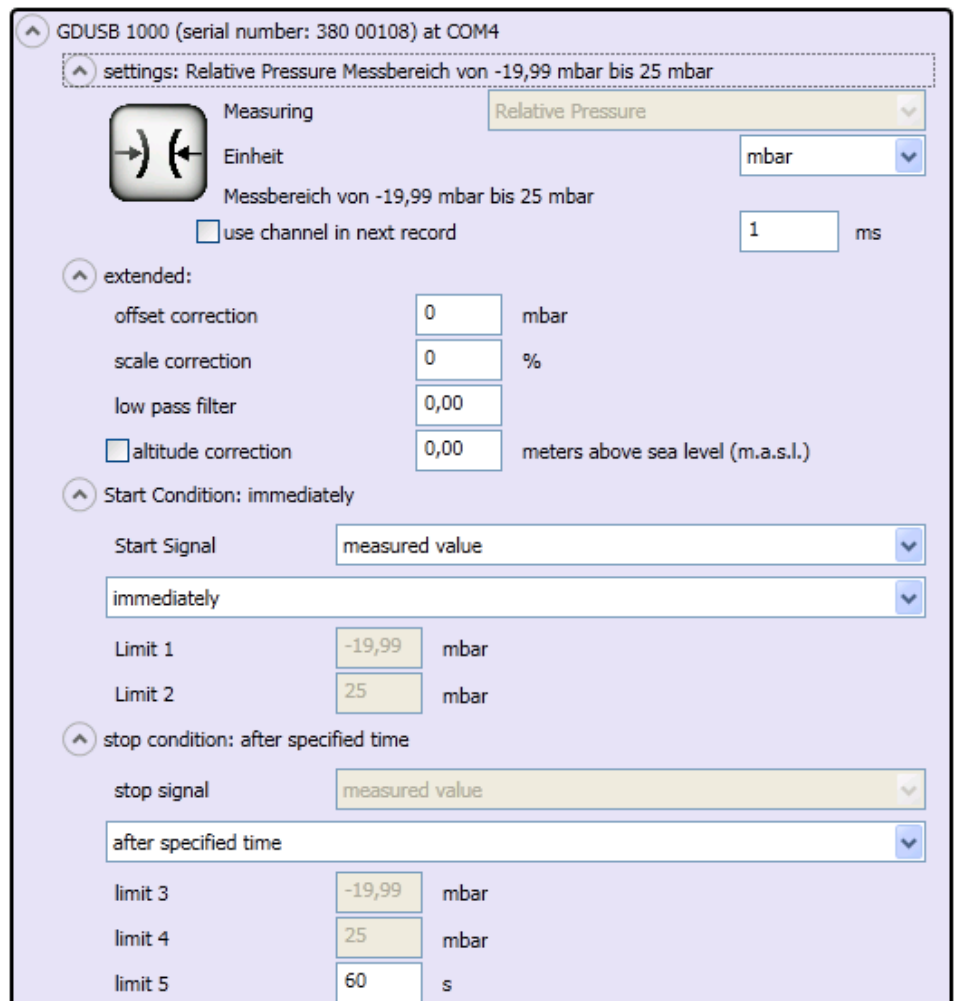 GDUSB 1000 (serial number: 380 00108) at COM4
settings: Relative Pressure Messbereich von -19,99 mbar bis 25 mbar
Measuring Relative Pressure
Einheit mbar
Messbereich von -19,99 mbar bis 25 mbar
use channel in next record 1 ms
extended:
offset correction 0 mbar
scale correction 0 %
low pass filter 0,00
altitude correction 0,00 meters above sea level (m.a.s.l.)
Start Condition: immediately
Start Signal measured value
immediately
Limit 1 -19,99 mbar
Limit 2 25 mbar
stop condition: after specified time
stop signal measured value
after specified time
limit 3 -19,99 mbar
limit 4 25 mbar
limit 5 60 s